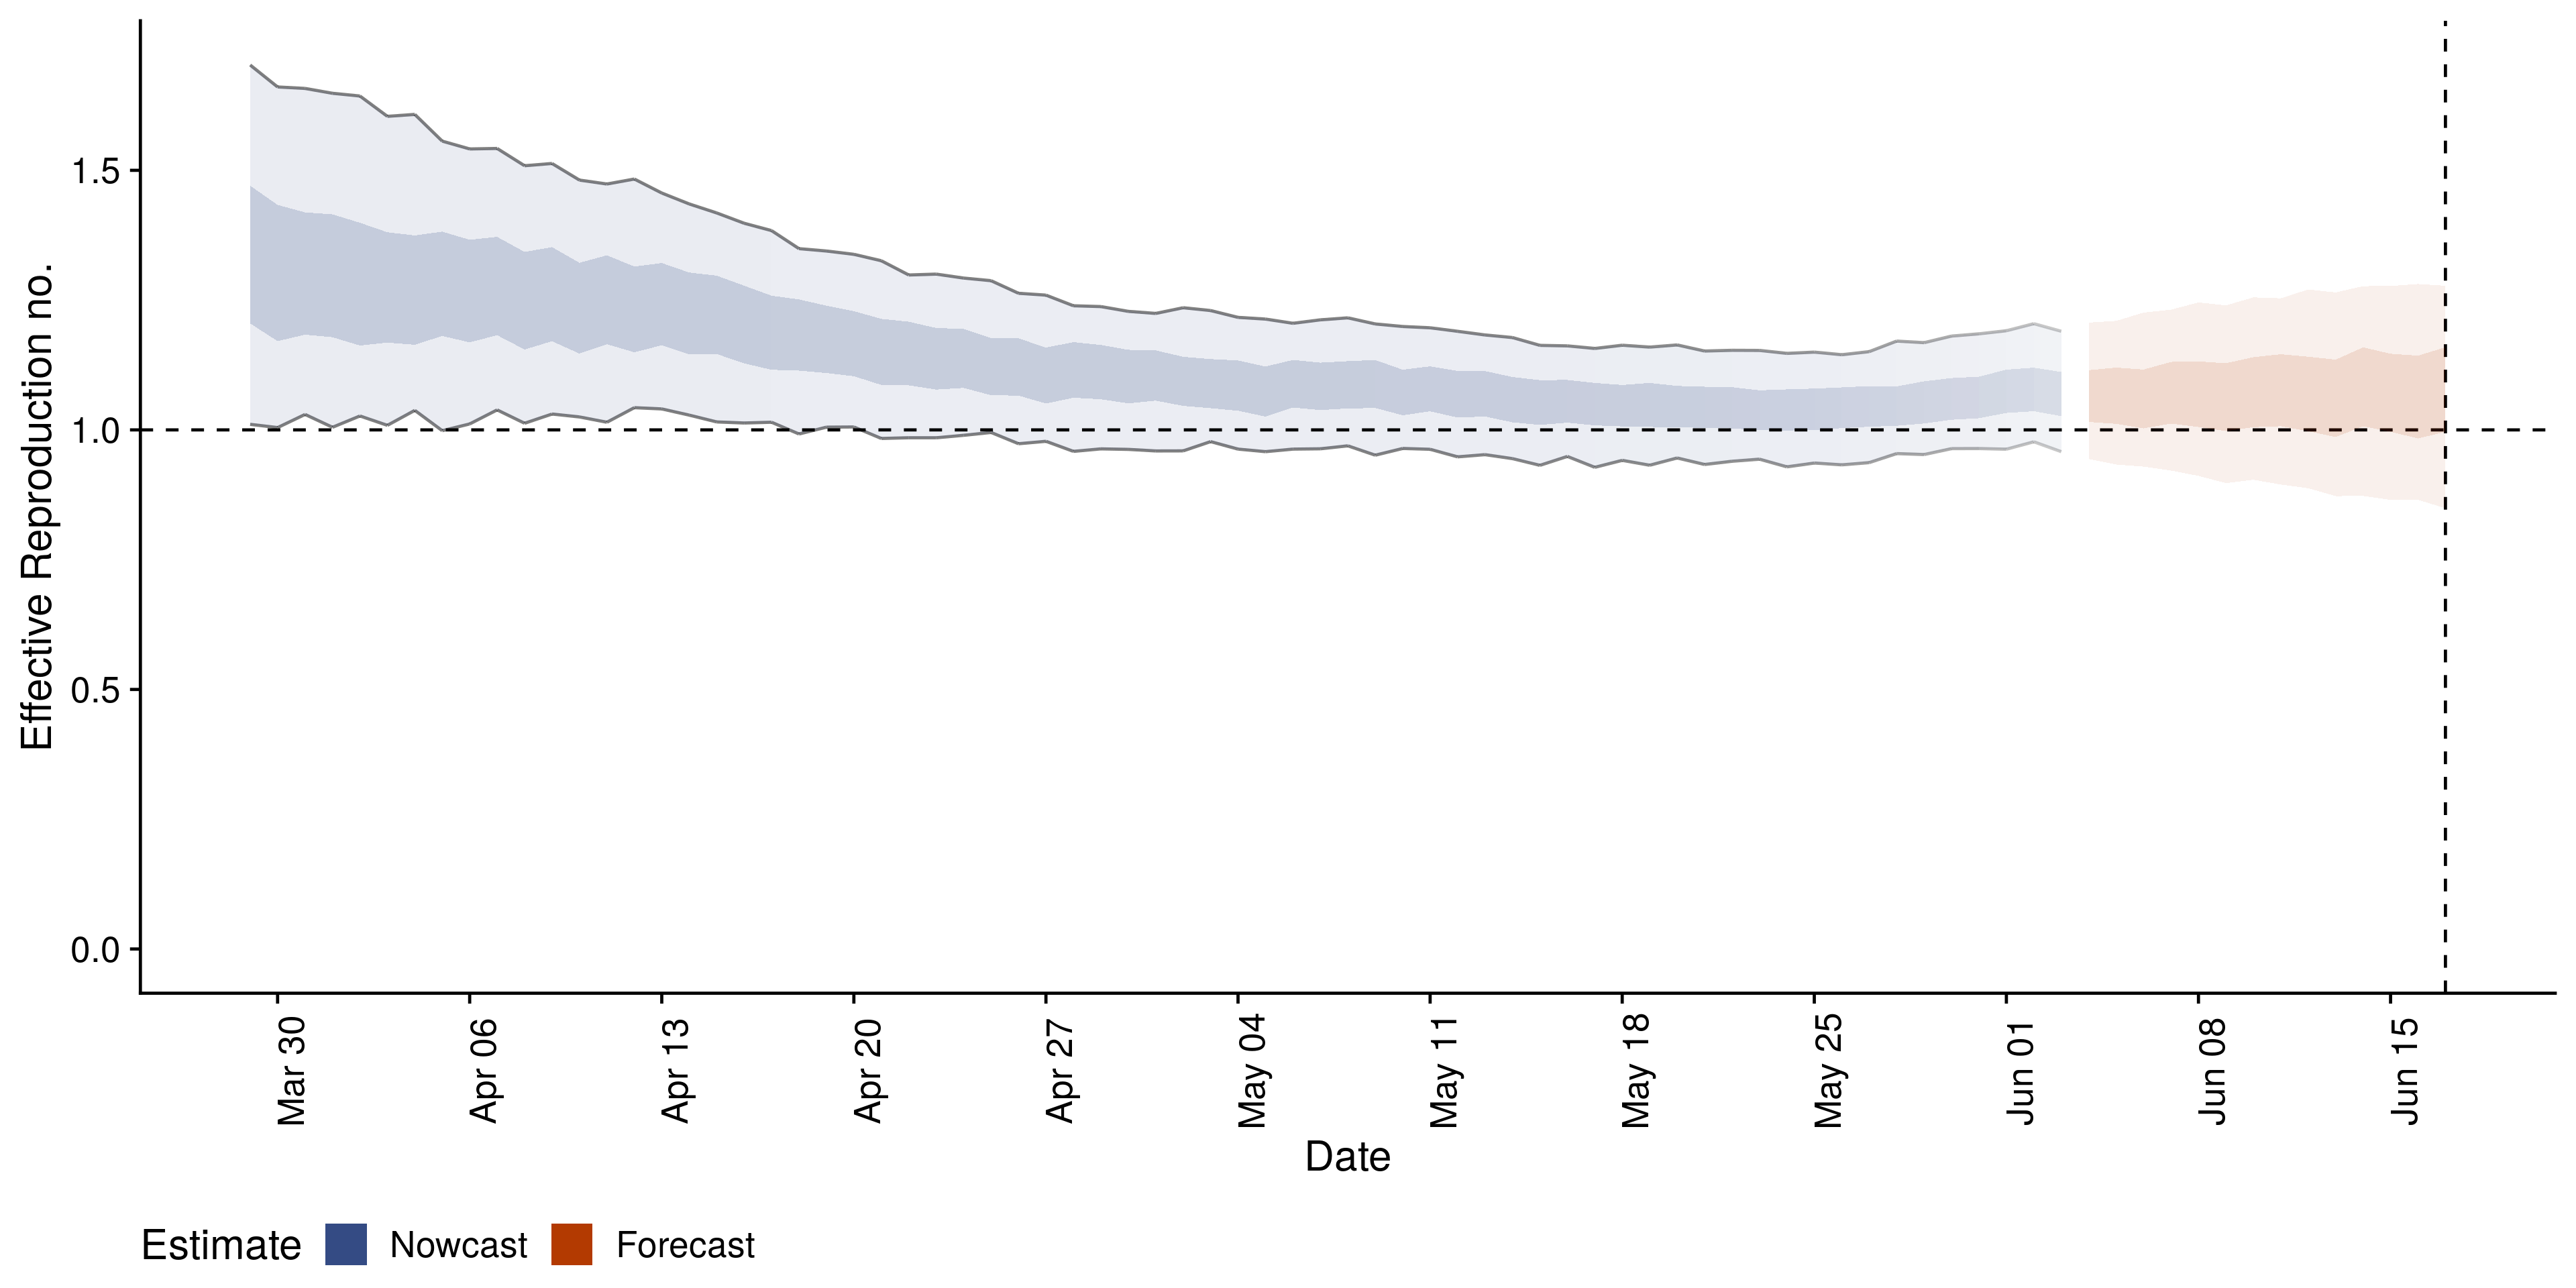 Effective Reproduction no.
1.5
1.0
0.5
0.0
Mar 30
Apr 06
Apr 13
Apr 20
Apr 27
May 04
May 11
May 18
May 25
Jun 01
Jun 08
Jun 15
Date
Estimate Nowcast Forecast